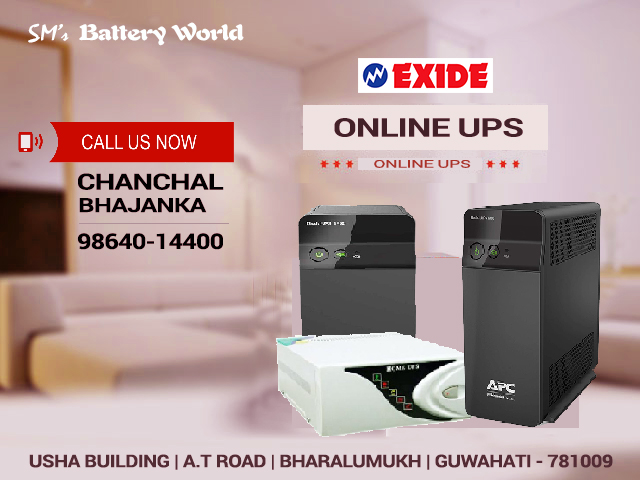 SM's Battery World
EXIDE
ONLINE UPS
ONLINE UPS
CALL US NOW
CHANCHAL
BHAJANKA
98640-14400
APC
USHA BUILDING | A.T ROAD | BHARALUMUKH | GUWAHATI - 781009